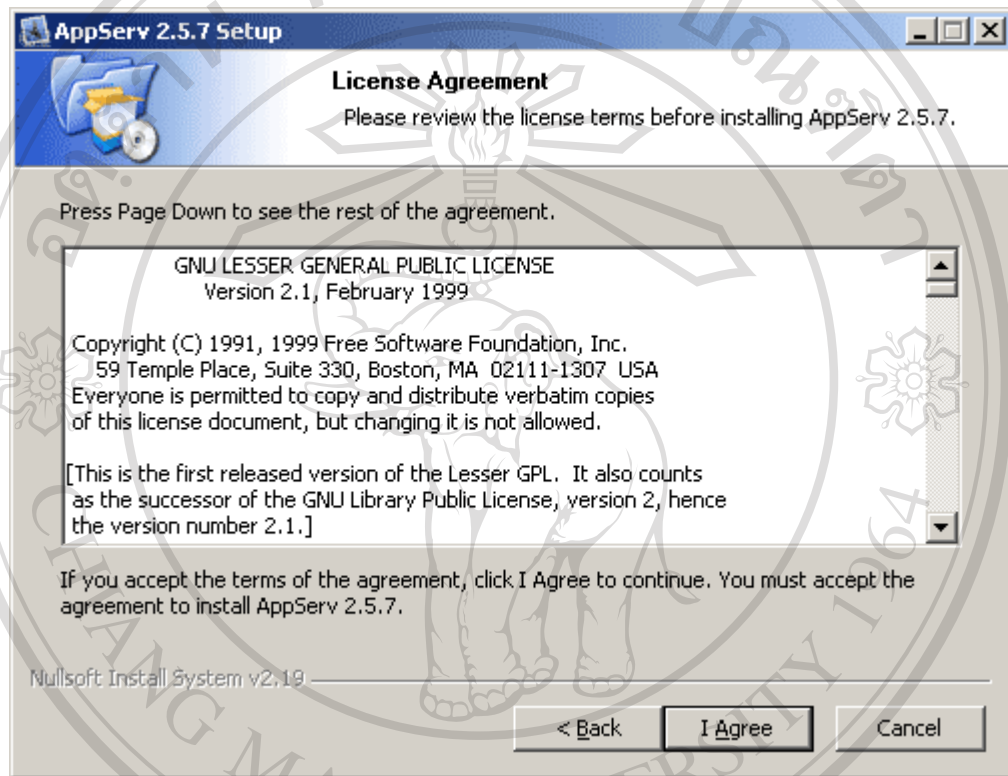 AppServ 2.5.7 Setup
License Agreement
Please review the license terms before installing AppServ 2.5.7.
Press Page Down to see the rest of the agreement.
GNU LESSER GENERAL PUBLIC LICENSE
Version 2.1, February 1999
Copyright (C) 1991, 1999 Free Software Foundation, Inc.
59 Temple Place, Suite 330, Boston, MA  02111-1307  USA
Everyone is permitted to copy and distribute verbatim copies
of this license document, but changing it is not allowed.
[This is the first released version of the Lesser GPL.  It also counts
as the successor of the GNU Library Public License, version 2, hence
the version number 2.1.]
If you accept the terms of the agreement, click I Agree to continue. You must accept the
agreement to install AppServ 2.5.7.
Nullsoft Install System v2.19
< Back
I Agree
Cancel